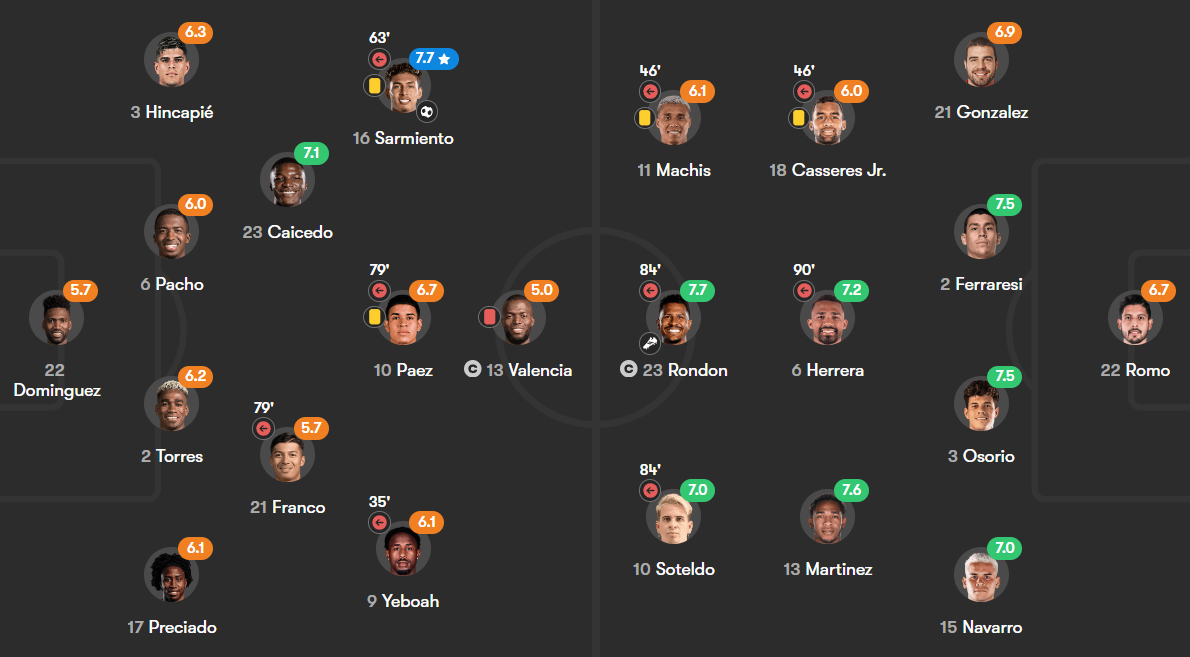 6.3
3 Hincapié
63'
7.7
16 Sarmiento
7.1
23 Caicedo
6.0
6 Pacho
5.7
22
Dominguez
79'
6.7
10 Paez
5.0
C 13 Valencia
6.2
2 Torres
79'
5.7
21 Franco
35'
6.1
9 Yeboah
6.1
17 Preciado
46'
6.1
11 Machis
46'
6.0
18 Casseres Jr.
6.9
21 Gonzalez
7.5
2 Ferraresi
84'
7.7
C 23 Rondon
90'
7.2
6 Herrera
6.7
22 Romo
7.5
3 Osorio
84'
7.0
10 Soteldo
7.6
13 Martinez
7.0
15 Navarro